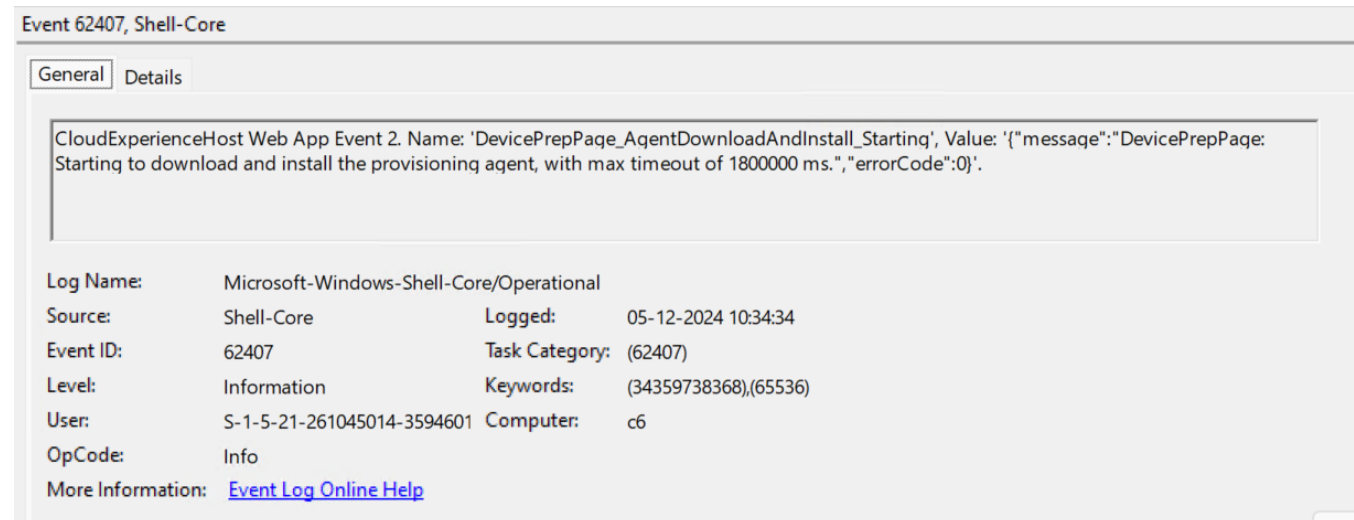 Event 62407, Shell-Core
General Details
CloudExperienceHost Web App Event 2. Name: 'DevicePrepPage_AgentDownloadAndInstall_Starting', Value: '{"message":"DevicePrepPage:
Starting to download and install the provisioning agent, with max timeout of 1800000 ms.","errorCode":0}'.
Log Name: Microsoft-Windows-Shell-Core/Operational
Source: Shell-Core Logged: 05-12-2024 10:34:34
Event ID: 62407 Task Category: (62407)
Level: Information Keywords: (34359738368),(65536)
User: S-1-5-21-261045014-3594601 Computer: c6
OpCode: Info
More Information: Event Log Online Help